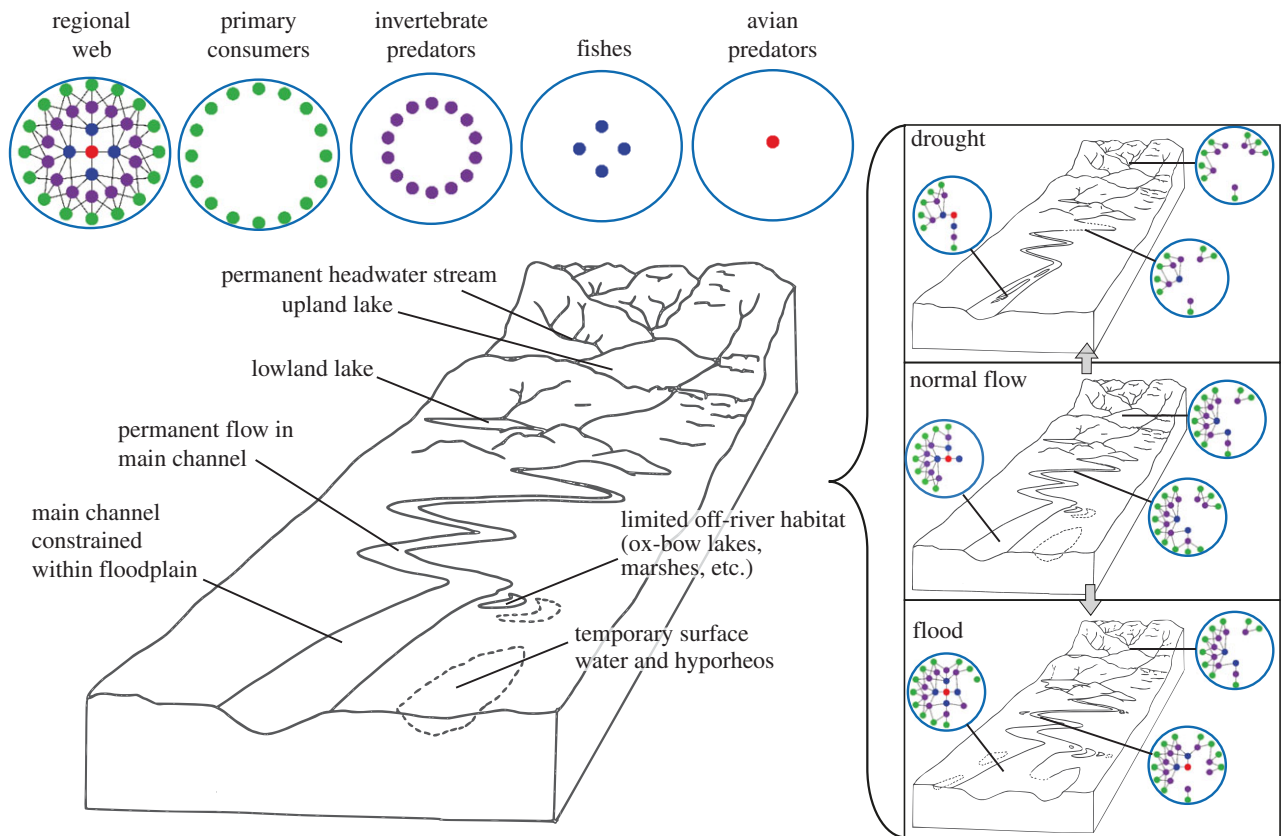 regional
web
primary
consumers
invertebrate
predators
fishes
avian
predators
permanent headwater stream
upland lake
lowland lake
permanent flow in
main channel
main channel
constrained
within floodplain
limited off-river habitat
(ox-bow lakes,
marshes, etc.)
temporary surface
water and hyporheos
drought
normal flow
flood